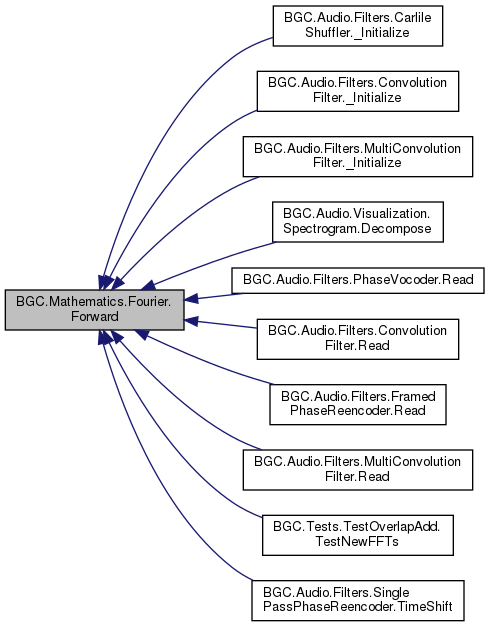 BGC.Audio.Filters.Carlile
Shuffler._Initialize
BGC.Audio.Filters.Convolution
Filter._Initialize
BGC.Audio.Filters.MultiConvolution
Filter._Initialize
BGC.Audio.Visualization.
Spectrogram.Decompose
BGC.Audio.Filters.PhaseVocoder.Read
BGC.Mathematics.Fourier.
Forward
BGC.Audio.Filters.Convolution
Filter.Read
BGC.Audio.Filters.Framed
PhaseReencoder.Read
BGC.Audio.Filters.MultiConvolution
Filter.Read
BGC.Tests.TestOverlapAdd.
TestNewFFTs
BGC.Audio.Filters.Single
PassPhaseReencoder.TimeShift